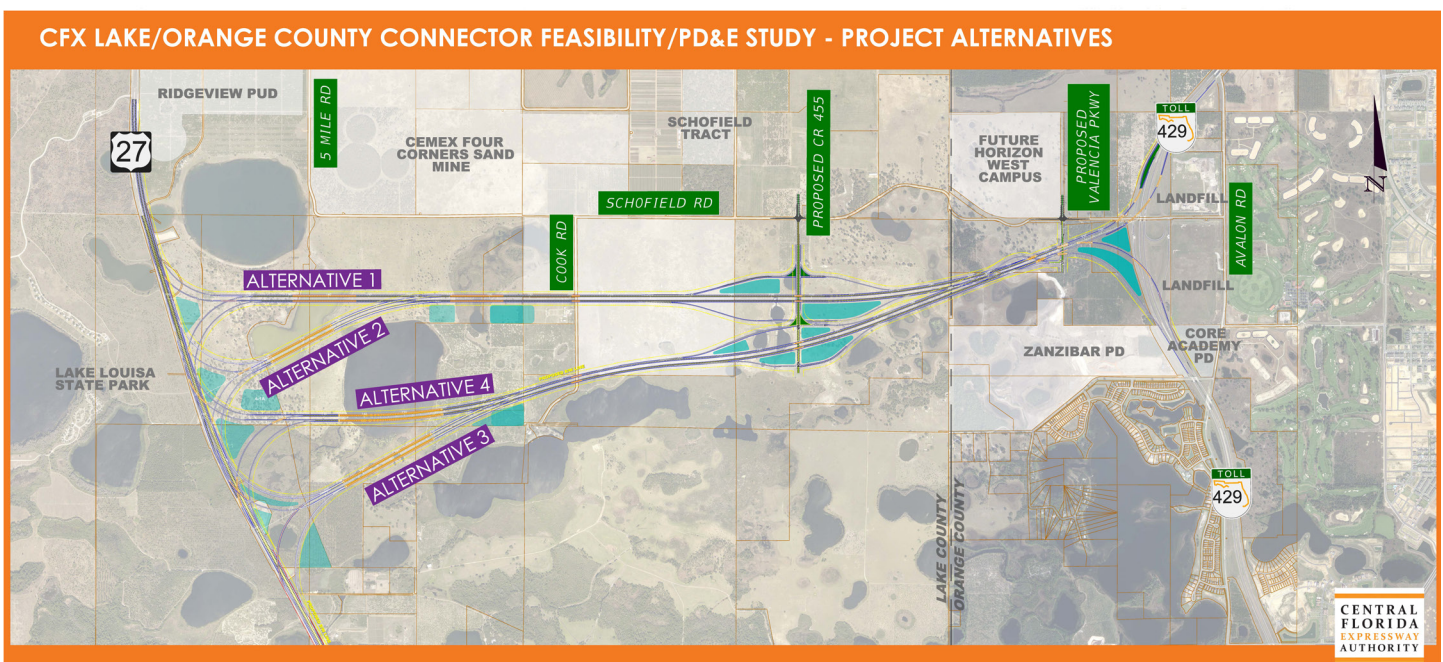 CFX LAKE/ORANGE COUNTY CONNECTOR FEASIBILITY/PD&E STUDY - PROJECT ALTERNATIVES
RIDGEVIEW PUD
27
5 MILE RD
CEMEX FOUR
CORNERS SAND
MINE
SCHOFIELD
TRACT
PROPOSED CR 455
FUTURE
HORIZON
WEST
CAMPUS
PROPOSED
VALENCIA PKWY
TOLL
429
N
SCHOFIELD RD
COOK RD
LANDFILL
AVALON RD
ALTERNATIVE 1
LANDFILL
ALTERNATIVE 2
LAKE LOUISA
STATE PARK
ALTERNATIVE 4
ZANZIBAR PD
CORE
ACADEMY
PD
ALTERNATIVE 3
TOLL
429
LAKE COUNTY
ORANGE COUNTY
CENTRAL
FLORIDA
EXPRESSWAY
AUTHORITY